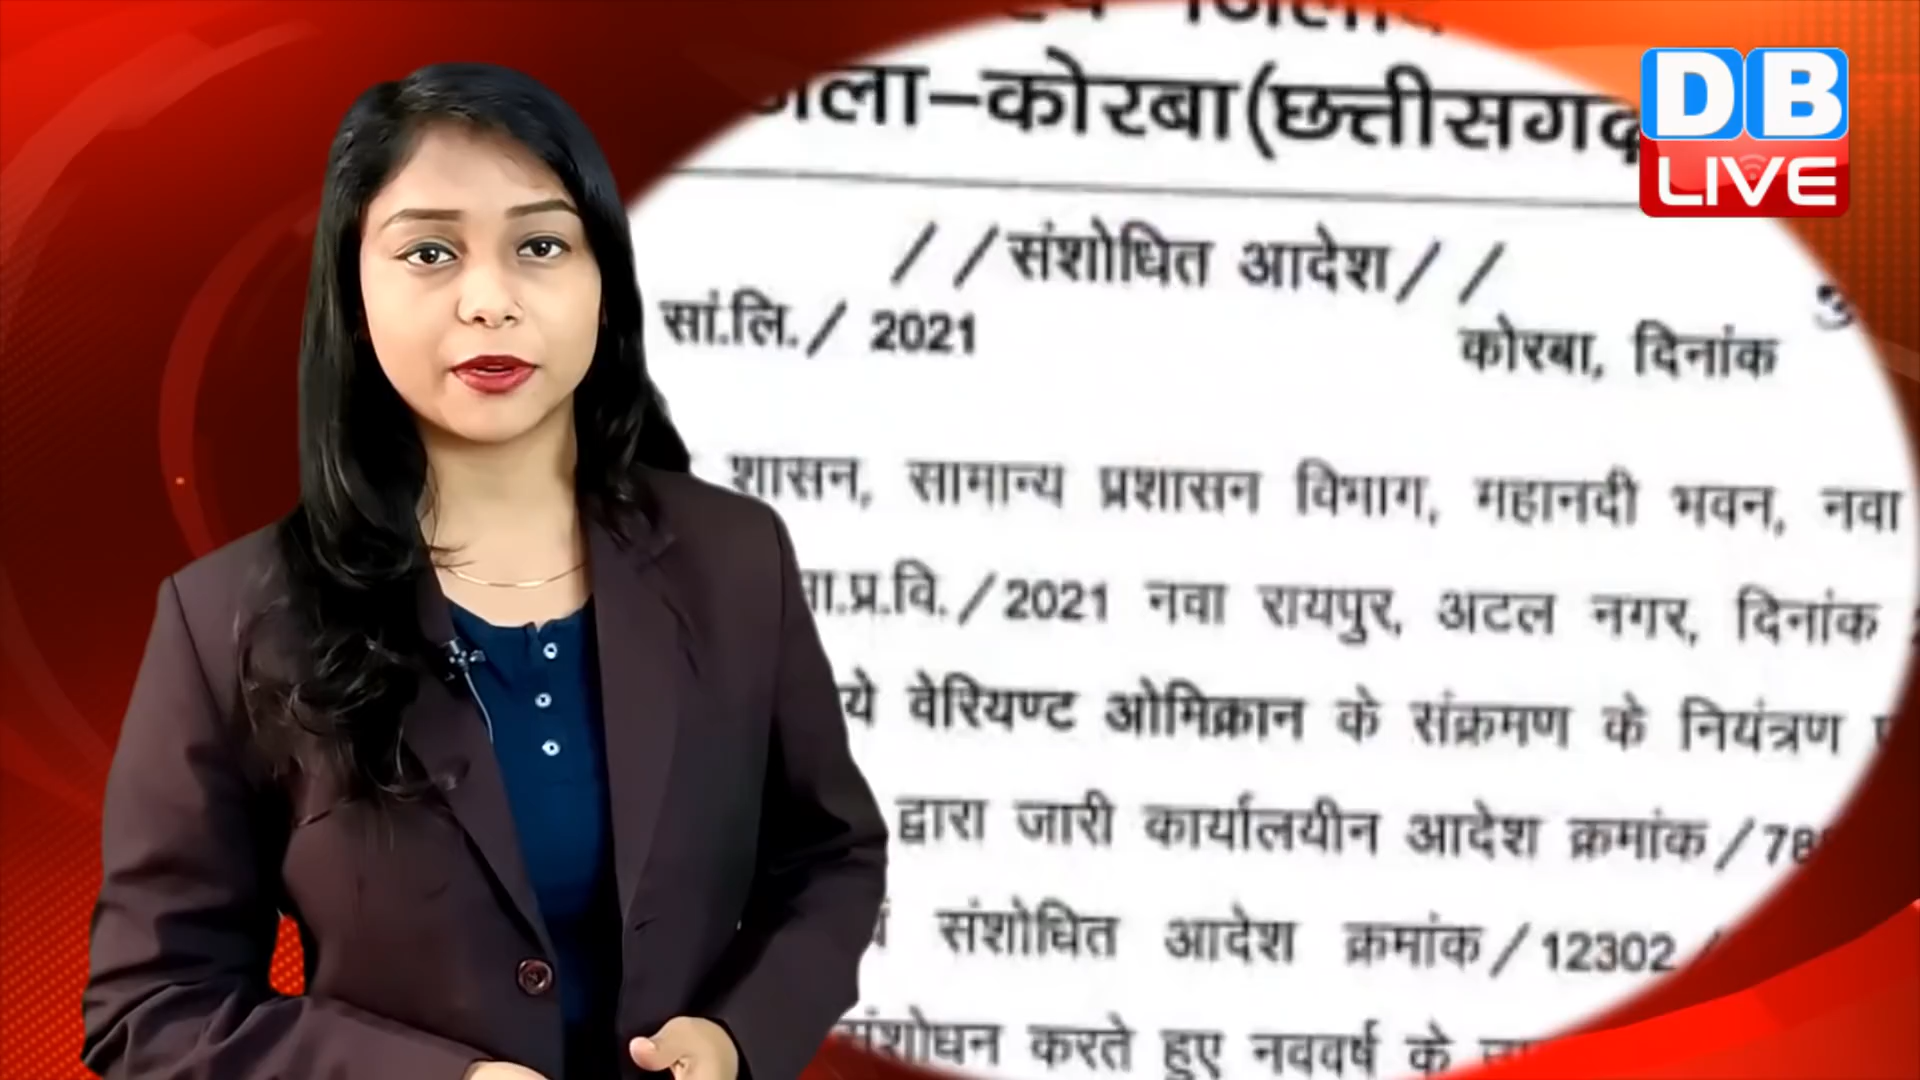 DB
LIVE
कोरबा(छत्तीसगढ़
//संशोधित आदेश//
सां.लि./ 2021
कोरबा, दिनांक
शासन, सामान्य प्रशासन विभाग, महानदी भवन, नवा
/2021 नवा रायपुर, अटल नगर, दिनांक
वेरियण्ट ओमिक्रान के संक्रमण के नियंत्रण
द्वारा जारी कार्यालयीन आदेश क्रमांक/
संशोधित आदेश क्रमांक/12302
संशोधन करते हुए नववर्ष के